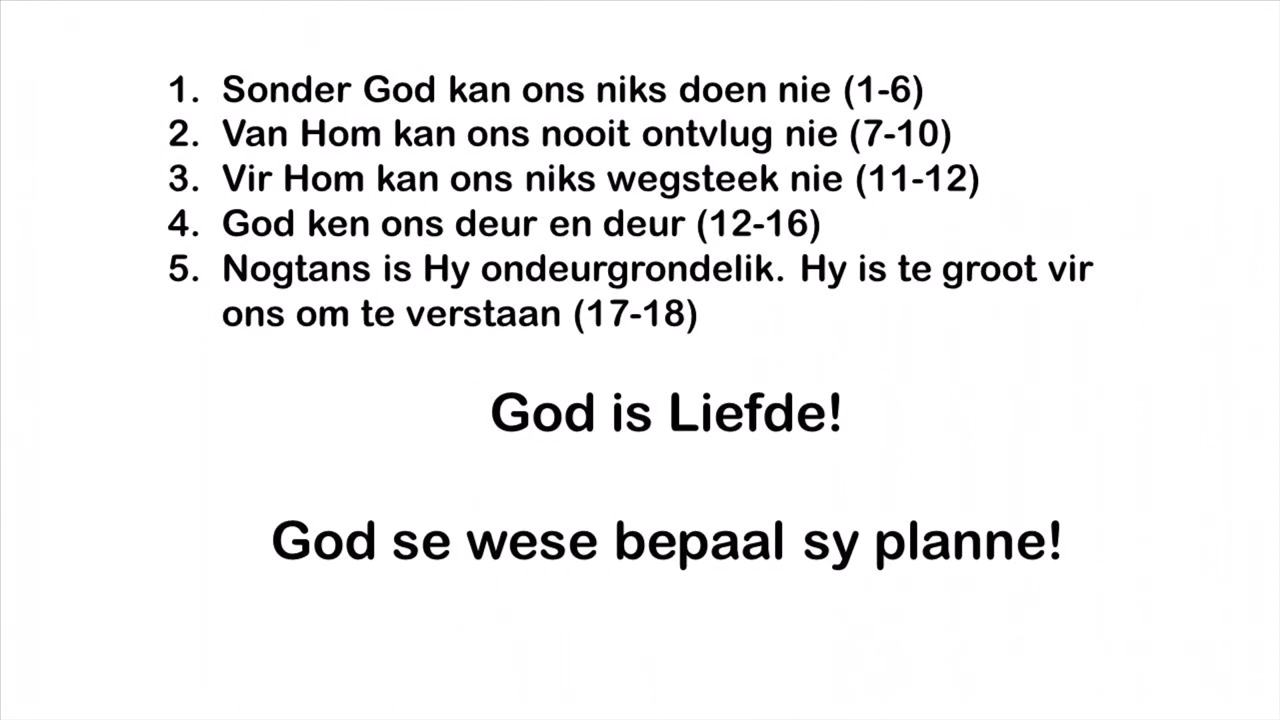 1. Sonder God kan ons niks doen nie (1-6)
2. Van Hom kan ons nooit ontvlug nie (7-10)
3. Vir Hom kan ons niks wegsteek nie (11-12)
4. God ken ons deur en deur (12-16)
5. Nogtans is Hy ondeurgrondelik. Hy is te groot vir
ons om te verstaan (17-18)
God is Liefde!
God se wese bepaal sy planne!